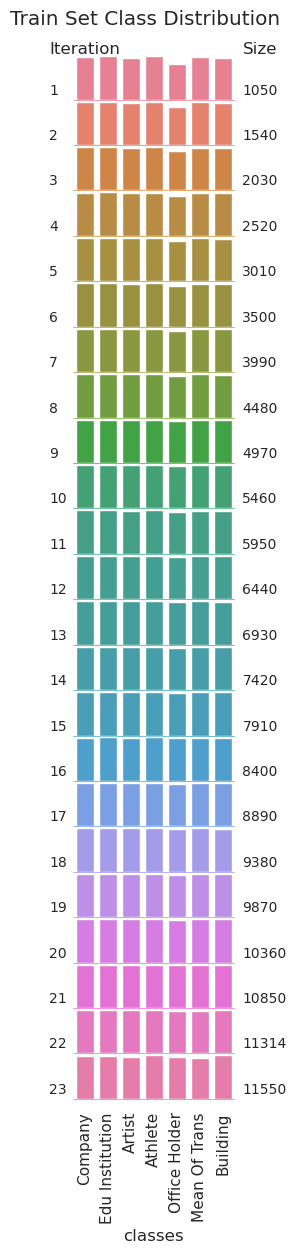 Train Set Class Distribution
Iteration Size
1 1050
2 1540
3 2030
4 2520
5 3010
6 3500
7 3990
8 4480
9 4970
10 5460
11 5950
12 6440
13 6930
14 7420
15 7910
16 8400
17 8890
18 9380
19 9870
20 10360
21 10850
22 11314
23 11550
Company
Edu Institution
Artist
Athlete
Office Holder
Mean Of Trans
Building
classes